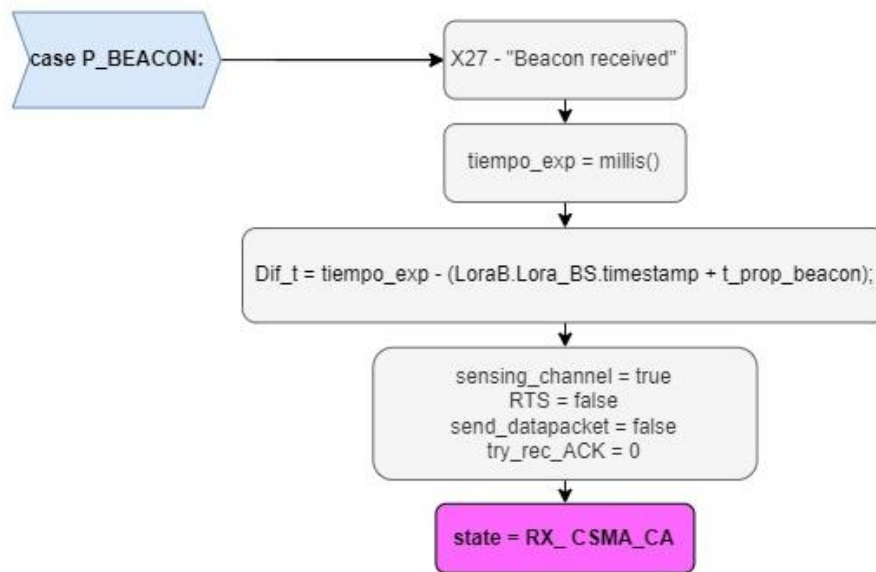 case P_BEACON:
X27 - "Beacon received"
tiempo_exp = millis()
Dif_t = tiempo_exp - (LoraB.Lora_BS.timestamp + t_prop_beacon);
sensing_channel = true
RTS = false
send_datapacket = false
try_rec_ACK = 0
state = RX_ CSMA_CA